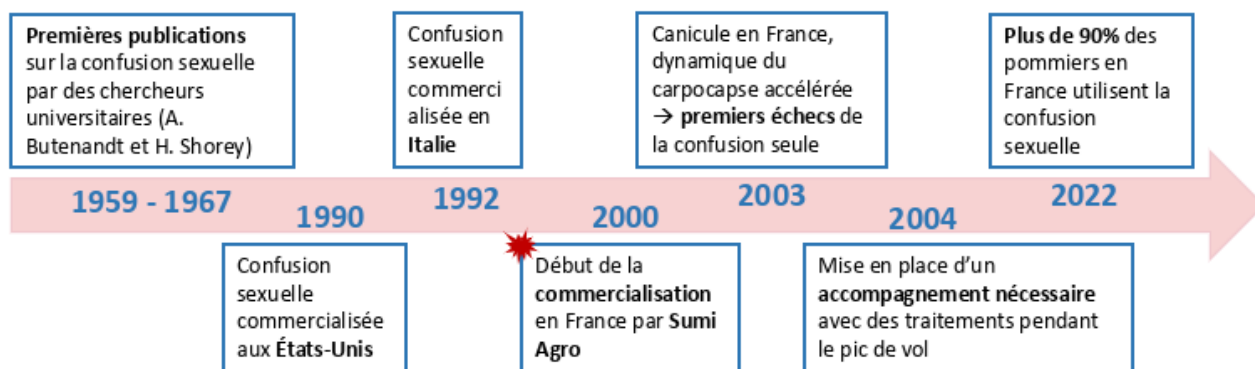 Premières publications
sur la confusion sexuelle
par des chercheurs
universitaires (A.
Butenandt et H. Shorey)
Confusion
sexuelle
commerci
alisée en
Italie
Canicule en France,
dynamique du
carpocapse accélérée
→ premiers échecs de
la confusion seule
Plus de 90% des
pommiers en
France utilisent la
confusion
sexuelle
1959 - 1967
1990
1992
2000
2003
2004
2022
Confusion
sexuelle
commercialisée
aux États-Unis
Début de la
commercialisation
en France par Sumi
Agro
Mise en place d'un
accompagnement nécessaire
avec des traitements pendant
le pic de vol